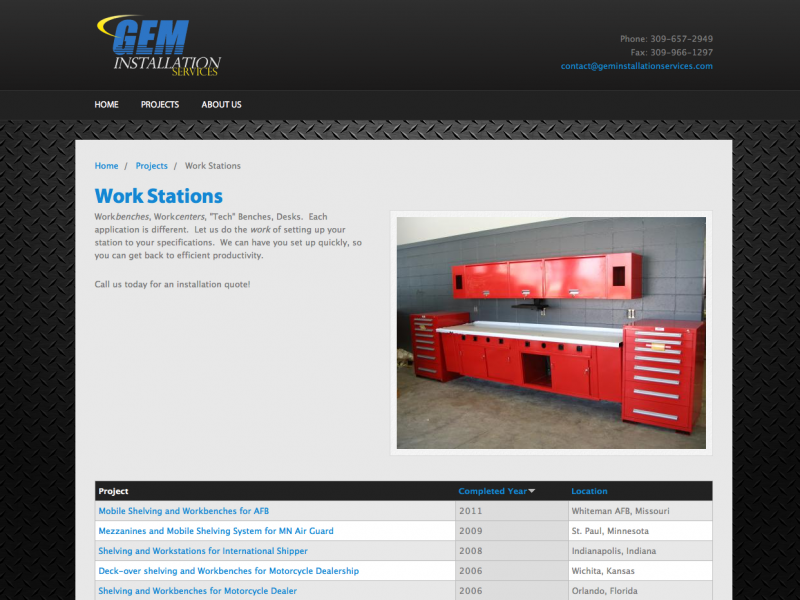 GEM
INSTALLATION
SERVICES
Phone: 309-657-2949
Fax: 309-966-1297
contact@geminstallationservices.com
HOME PROJECTS ABOUT US
Home / Projects / Work Stations
Work Stations
Workbenches, Workcenters, "Tech" Benches, Desks. Each
application is different. Let us do the work of setting up your
station to your specifications. We can have you set up quickly, so
you can get back to efficient productivity.
Call us today for an installation quote!
Project Completed Year Location
Mobile Shelving and Workbenches for AFB 2011 Whiteman AFB, Missouri
Mezzanines and Mobile Shelving System for MN Air Guard 2009 St. Paul, Minnesota
Shelving and Workstations for International Shipper 2008 Indianapolis, Indiana
Deck-over shelving and Workbenches for Motorcycle Dealership 2006 Wichita, Kansas
Shelving and Workbenches for Motorcycle Dealer 2006 Orlando, Florida